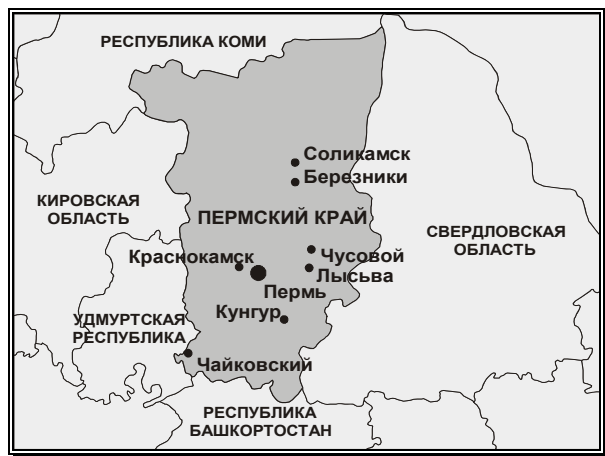 РЕСПУБЛИКА КОМИ
Соликамск
Березники
КИРОВСКАЯ
ОБЛАСТЬ
ПЕРМСКИЙ КРАЙ
СВЕРДЛОВСКАЯ
ОБЛАСТЬ
Чусовой
Краснокамск
Лысьва
Пермь
Кунгур
УДМУРТСКАЯ
РЕСПУБЛИКА
Чайковский
РЕСПУБЛИКА
БАШКОРТОСТАН